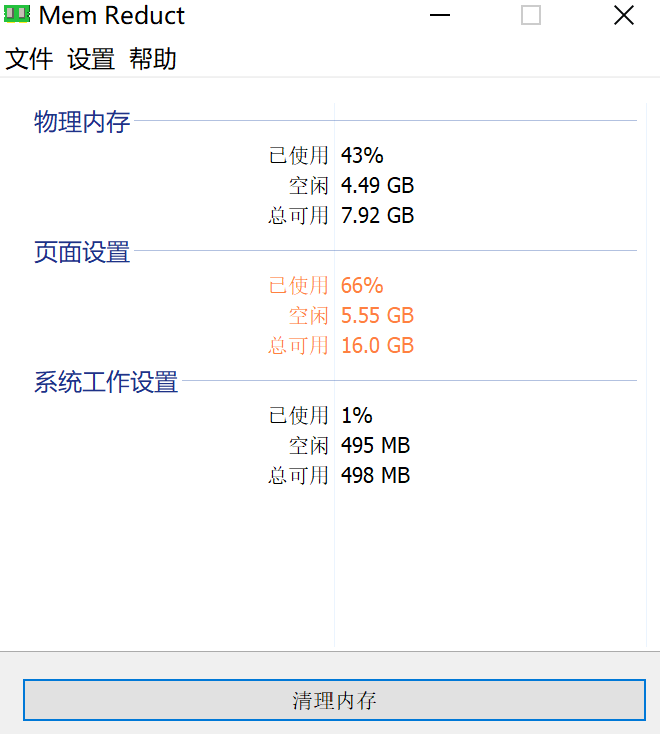 Mem Reduct
文件 设置 帮助
物理内存
已使用 43%
空闲 4.49 GB
总可用 7.92 GB
页面设置
已使用 66%
空闲 5.55 GB
总可用 16.0 GB
系统工作设置
已使用 1%
空闲 495 MB
总可用 498 MB
清理内存